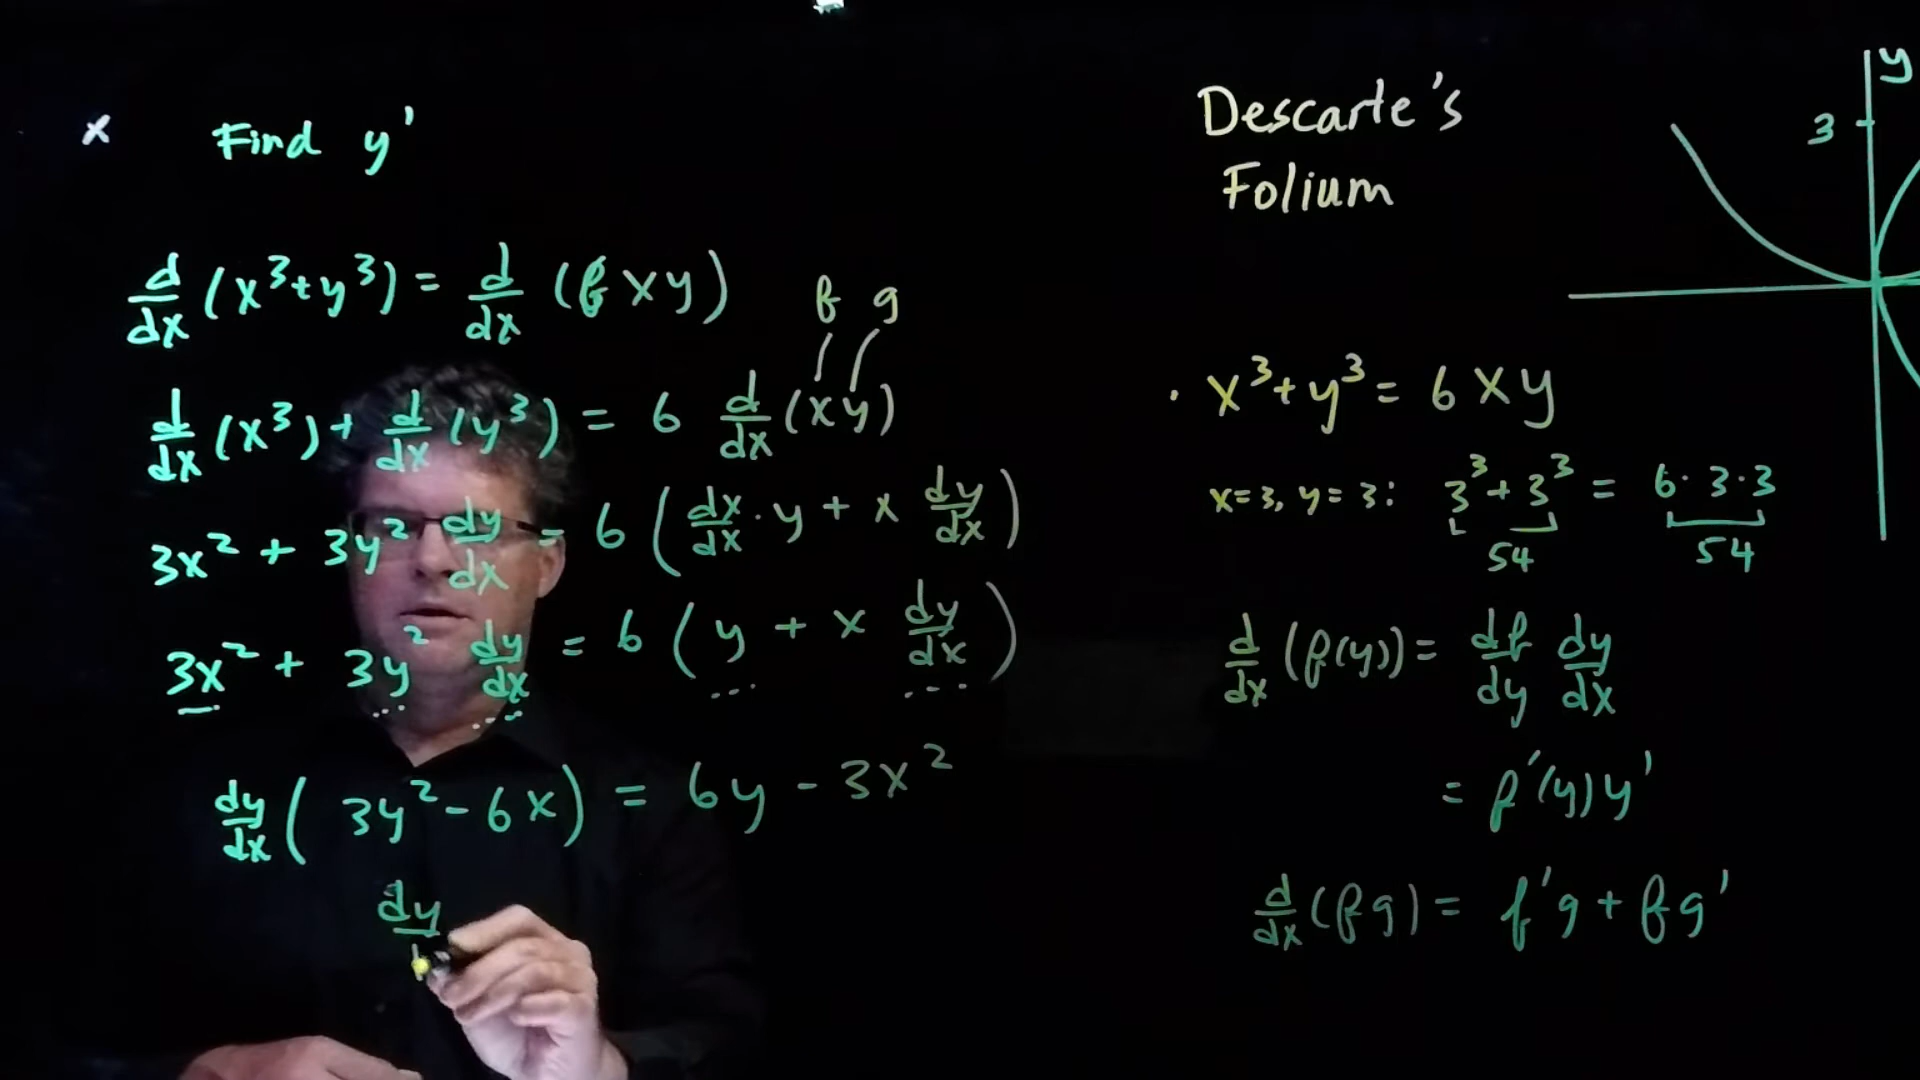 x Find y'
d/dx (x³+y³) = d/dx (6xy)
f g
d/dx (x³) + d/dx (y³) = 6 d/dx (xy)
3x² + 3y² dy/dx = 6 (dx/dx · y + x dy/dx)
3x² + 3y² dy/dx = 6 (y + x dy/dx)
dy/dx (3y² - 6x) = 6y - 3x²
dy
Descarte's
Folium
y
3
· x³+y³ = 6xy
x=3, y=3: 3³+3³ = 6·3·3
54 54
d/dx (f(y)) = df/dy dy/dx
= f'(y)y'
d/dx (fg) = f'g + fg'